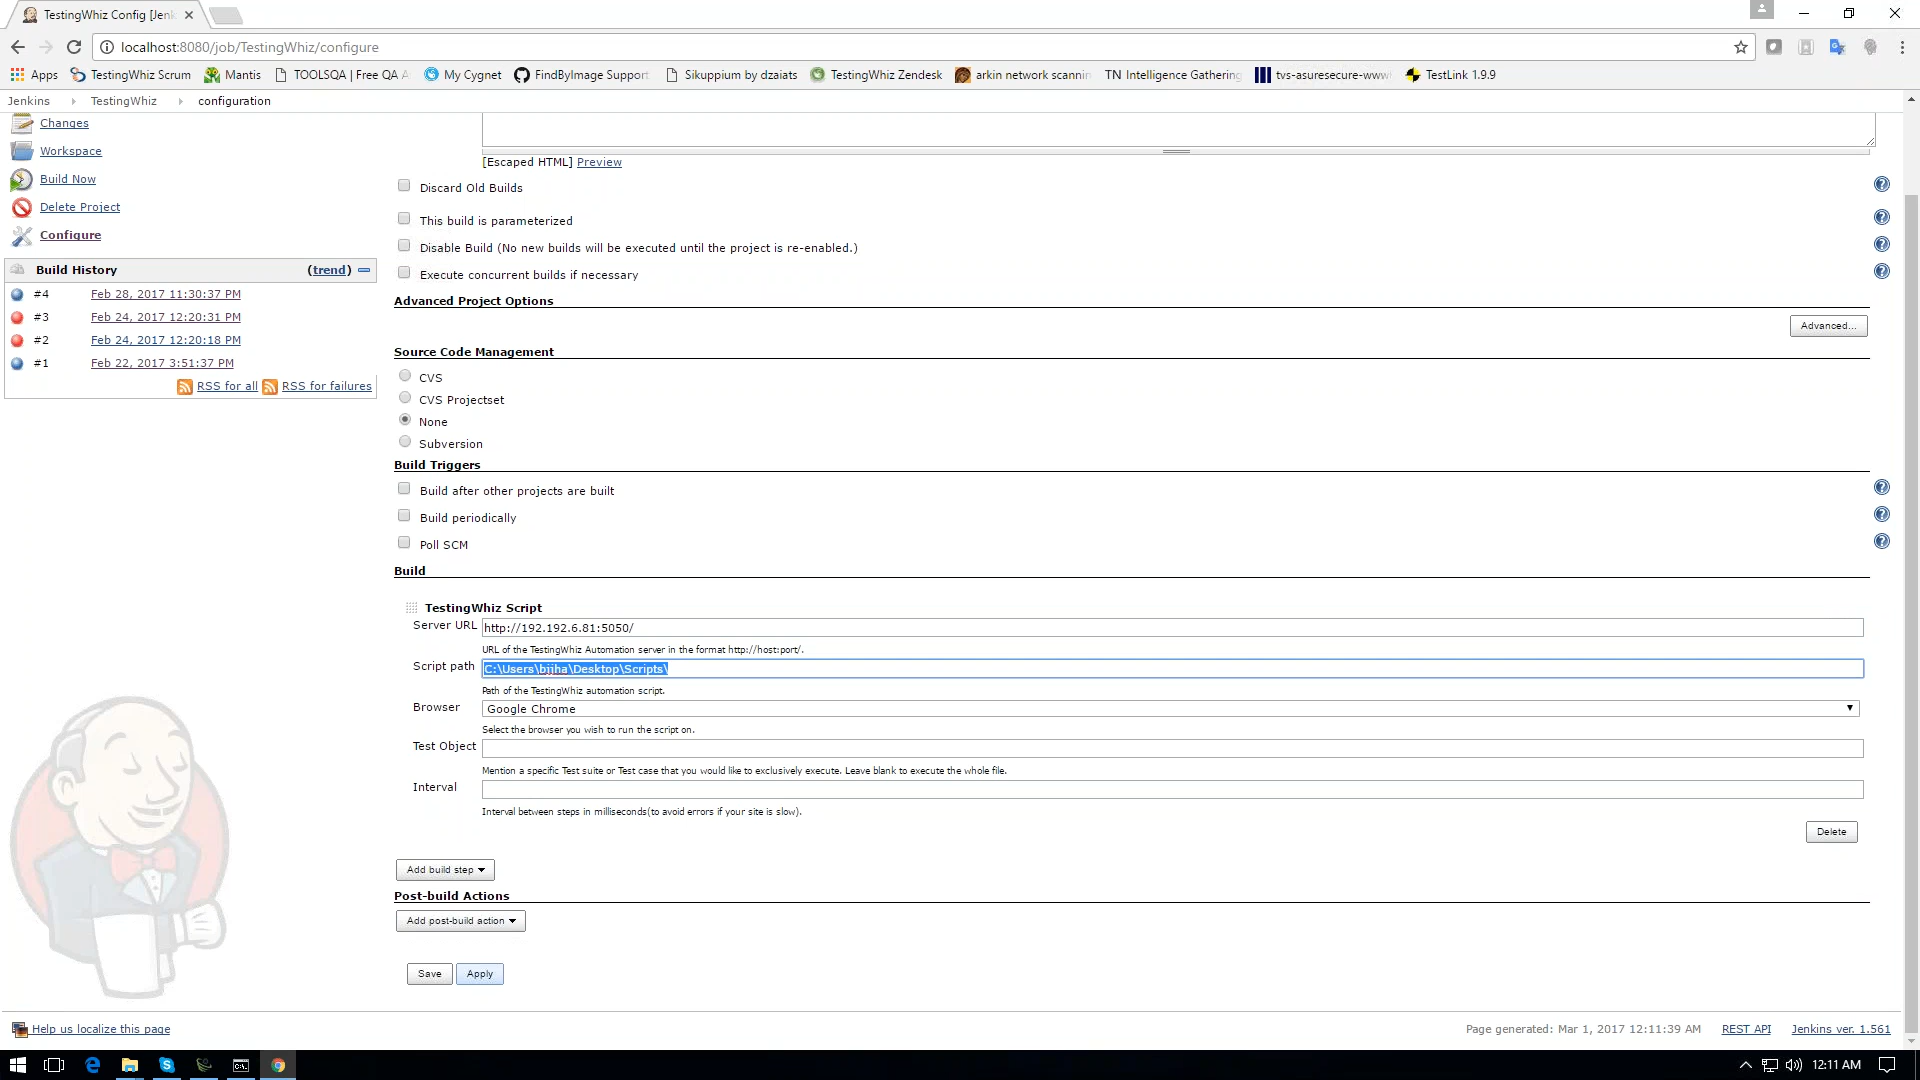 TestingWhiz Config [Jenk
localhost:8080/job/TestingWhiz/configure
Apps TestingWhiz Scrum Mantis TOOLSQA | Free QA A My Cygnet FindByImage Support Sikuppium by dzaiats TestingWhiz Zendesk arkin network scannin TN Intelligence Gathering tvs-asuresecure-www TestLink 1.9.9
Jenkins TestingWhiz configuration
Changes
Workspace
Build Now
Delete Project
Configure
Build History (trend)
#4 Feb 28, 2017 11:30:37 PM
#3 Feb 24, 2017 12:20:31 PM
#2 Feb 24, 2017 12:20:18 PM
#1 Feb 22, 2017 3:51:37 PM
RSS for all RSS for failures
[Escaped HTML] Preview
Discard Old Builds
This build is parameterized
Disable Build (No new builds will be executed until the project is re-enabled.)
Execute concurrent builds if necessary
Advanced Project Options
Advanced...
Source Code Management
CVS
CVS Projectset
None
Subversion
Build Triggers
Build after other projects are built
Build periodically
Poll SCM
Build
TestingWhiz Script
Server URL http://192.192.6.81:5050/
URL of the TestingWhiz Automation server in the format http://host:port/.
Script path C:\Users\bijiha\Desktop\Scripts\
Path of the TestingWhiz automation script.
Browser Google Chrome
Select the browser you wish to run the script on.
Test Object
Mention a specific Test suite or Test case that you would like to exclusively execute. Leave blank to execute the whole file.
Interval
Interval between steps in milliseconds(to avoid errors if your site is slow).
Delete
Add build step
Post-build Actions
Add post-build action
Save Apply
Help us localize this page
Page generated: Mar 1, 2017 12:11:39 AM REST API Jenkins ver. 1.561
12:11 AM